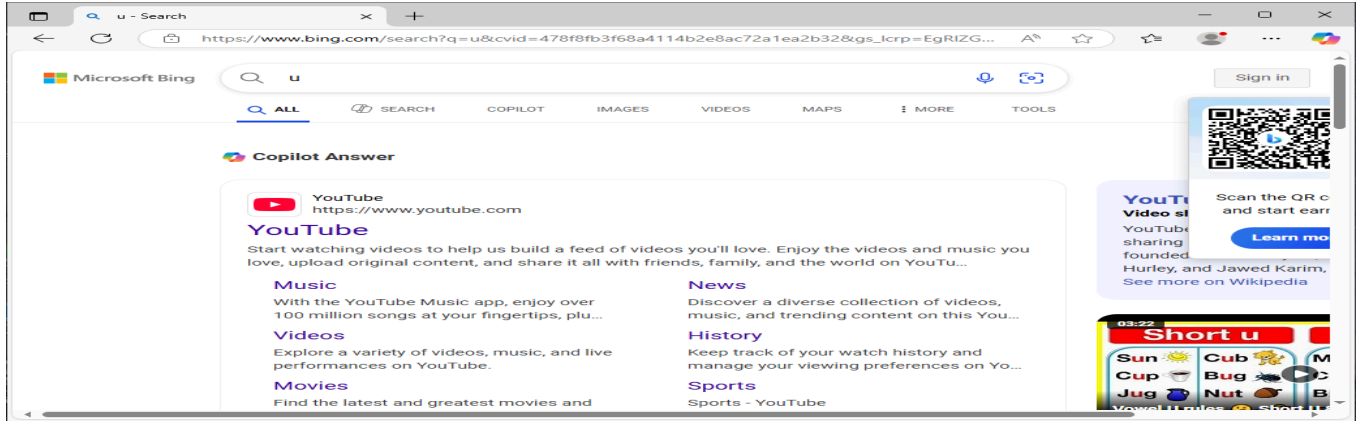 u - Search
https://www.bing.com/search?q=u&cvid=478f8fb3f68a4114b2e8ac72a1ea2b32&gs_lcrp=EgRlZG...
Microsoft Bing
u
Sign in
ALL SEARCH COPILOT IMAGES VIDEOS MAPS MORE TOOLS
Copilot Answer
YouTube
https://www.youtube.com
YouTube
Start watching videos to help us build a feed of videos you'll love. Enjoy the videos and music you
love, upload original content, and share it all with friends, family, and the world on YouTu...
Music
With the YouTube Music app, enjoy over
100 million songs at your fingertips, plu...
News
Discover a diverse collection of videos,
music, and trending content on this You...
Videos
Explore a variety of videos, music, and live
performances on YouTube.
History
Keep track of your watch history and
manage your viewing preferences on Yo...
Movies
Find the latest and greatest movies and
Sports
Sports - YouTube
Scan the QR c
and start earn
Learn mo
YouTu
Video sl
YouTube
sharing
founded
Hurley, and Jawed Karim,
See more on Wikipedia
03:22
Short u
Sun Cub M
Cup Bug
Jug Nut B